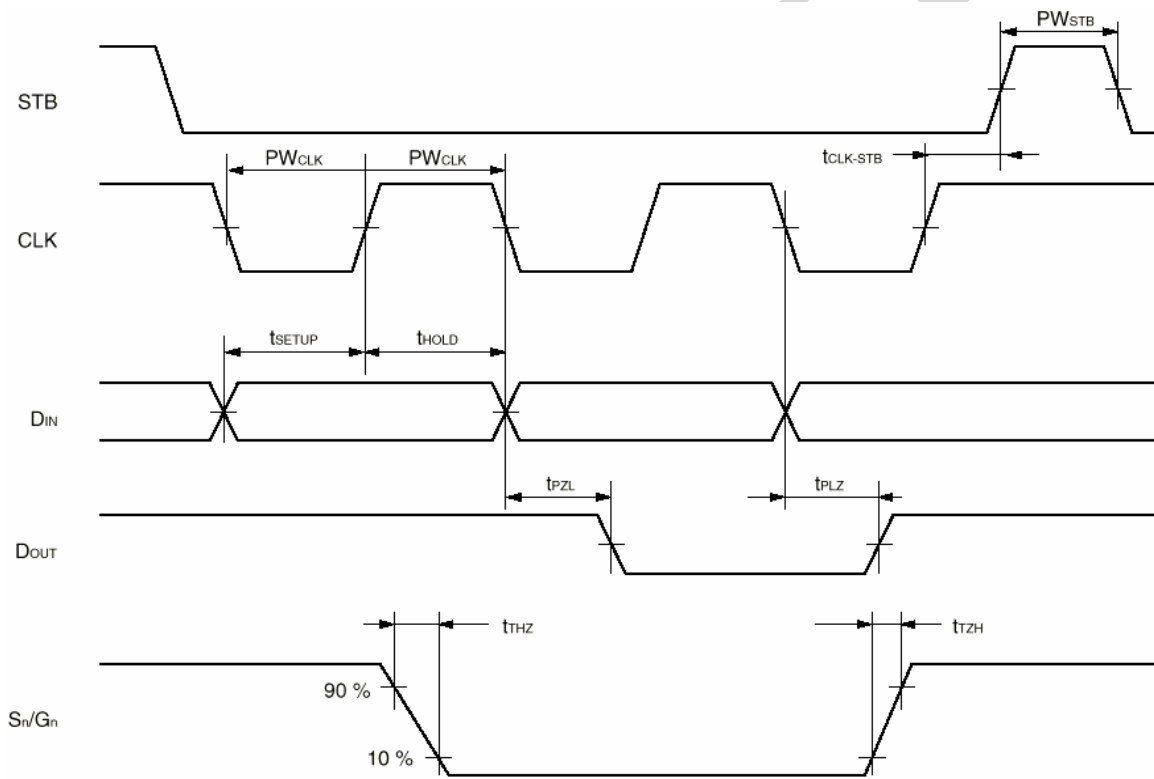 PWSTB
STB
PWCLK PWCLK
tCLK-STB
CLK
tSETUP tHOLD
DIN
tPZL tPLZ
DOUT
tTHZ tTZH
90 %
Sn/Gn
10 %